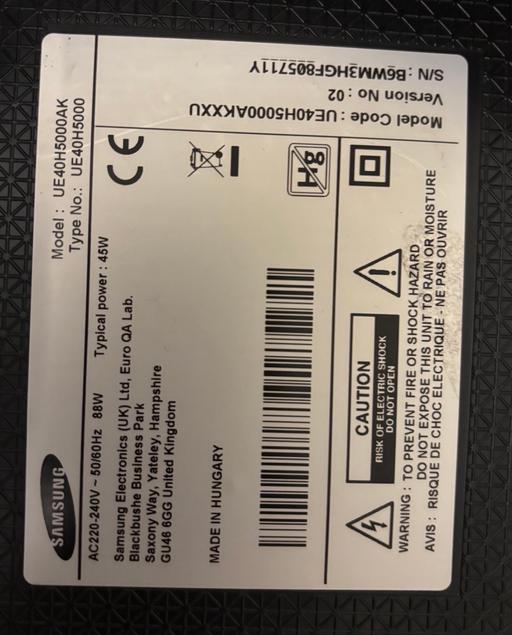 SAMSUNG
Model : UE40H5000AK
Type No.: UE40H5000
AC220-240V ~ 50/60Hz 88W Typical power : 45W
Samsung Electronics (UK) Ltd, Euro QA Lab.
Blackbushe Business Park
Saxony Way, Yateley, Hampshire
GU46 6GG United Kingdom
MADE IN HUNGARY
CE
Model Code : UE40H5000AKXXU
Version No : 02
S/N: B6WM3HGF805711Y
CAUTION
RISK OF ELECTRIC SHOCK
DO NOT OPEN
WARNING : TO PREVENT FIRE OR SHOCK HAZARD -
DO NOT EXPOSE THIS UNIT TO RAIN OR MOISTURE
AVIS : RISQUE DE CHOC ELECTRIQUE - NE PAS OUVRIR